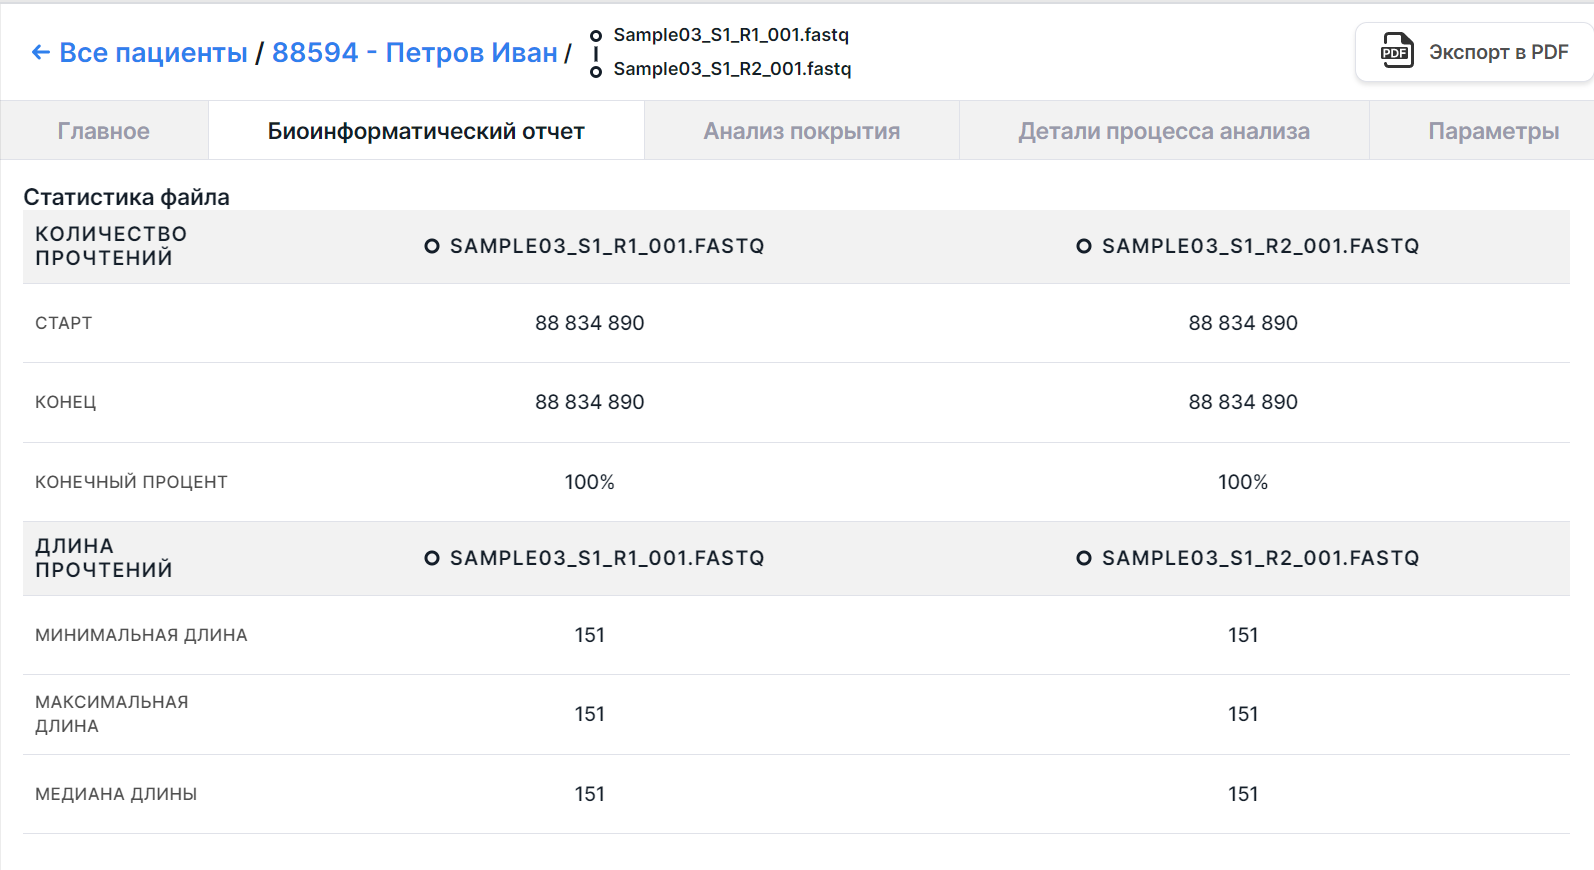 ← Все пациенты / 88594 - Петров Иван /
Sample03_S1_R1_001.fastq
Sample03_S1_R2_001.fastq
PDF Экспорт в PDF
Главное
Биоинформатический отчет
Анализ покрытия
Детали процесса анализа
Параметры
Статистика файла
КОЛИЧЕСТВО
ПРОЧТЕНИЙ
SAMPLE03_S1_R1_001.FASTQ
SAMPLE03_S1_R2_001.FASTQ
СТАРТ 88 834 890 88 834 890
КОНЕЦ 88 834 890 88 834 890
КОНЕЧНЫЙ ПРОЦЕНТ 100% 100%
ДЛИНА
ПРОЧТЕНИЙ
SAMPLE03_S1_R1_001.FASTQ
SAMPLE03_S1_R2_001.FASTQ
МИНИМАЛЬНАЯ ДЛИНА 151 151
МАКСИМАЛЬНАЯ
ДЛИНА
151 151
МЕДИАНА ДЛИНЫ 151 151